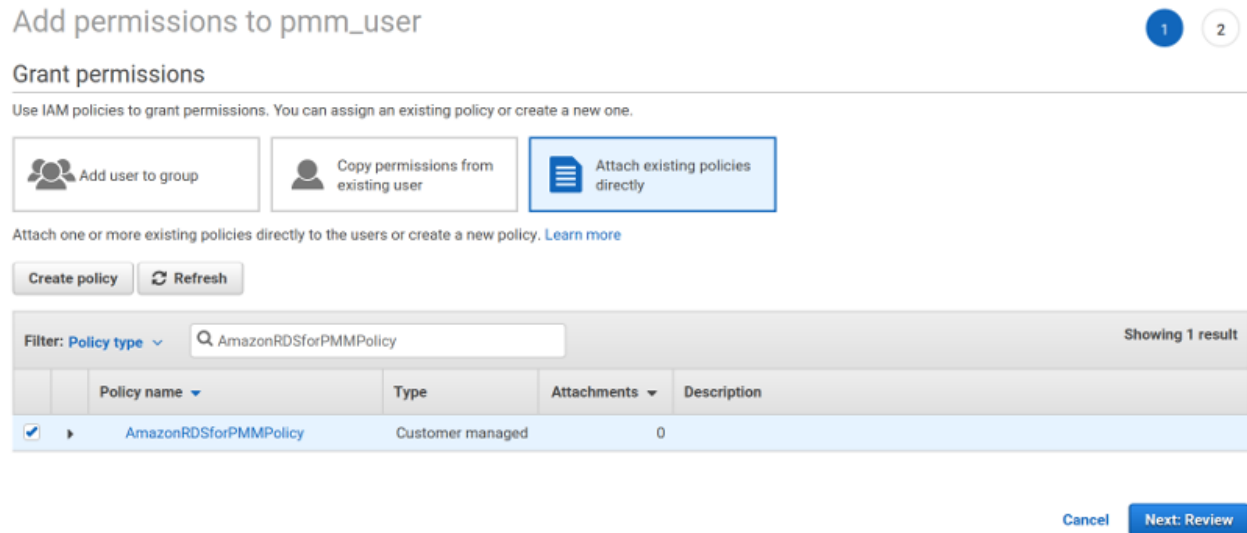 Add permissions to pmm_user
1
2
Grant permissions
Use IAM policies to grant permissions. You can assign an existing policy or create a new one.
Add user to group
Copy permissions from
existing user
Attach existing policies
directly
Attach one or more existing policies directly to the users or create a new policy. Learn more
Create policy
Refresh
Filter: Policy type
AmazonRDSforPMMPolicy
Showing 1 result
Policy name
Type
Attachments
Description
AmazonRDSforPMMPolicy
Customer managed
0
Cancel
Next: Review